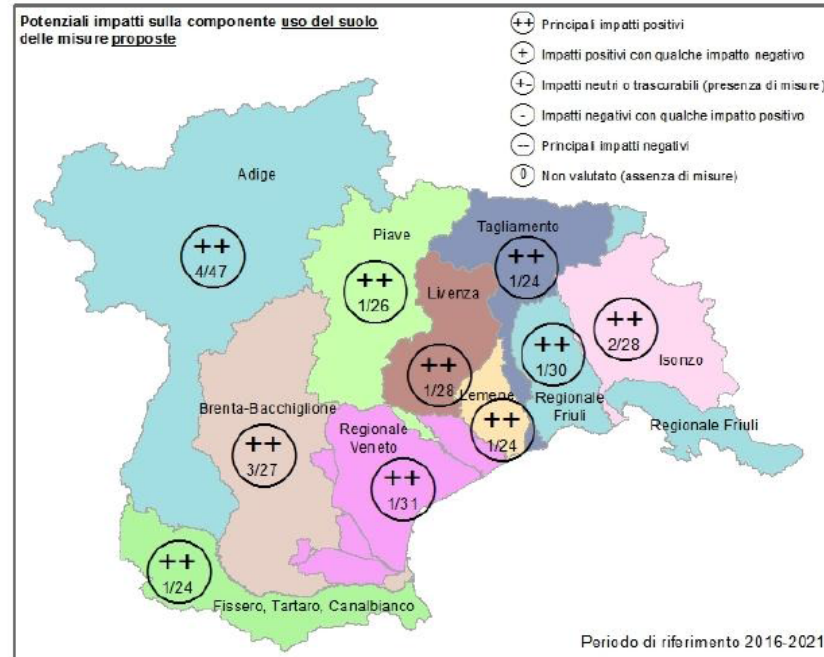 Potenziali impatti sulla componente uso del suolo
delle misure proposte
++ Principali impatti positivi
+ Impatti positivi con qualche impatto negativo
+- Impatti neutri o trascurabili (presenza di misure)
- Impatti negativi con qualche impatto positivo
-- Principali impatti negativi
0 Non valutato (assenza di misure)
Adige
++
4/47
Piave
++
1/26
Tagliamento
++
1/24
Livenza
++
1/28
Lemene
++
1/24
++
1/30
Regionale
Friuli
++
2/28
Isonzo
Regionale Friuli
Brenta-Bacchiglione
++
3/27
Regionale
Veneto
++
1/31
++
1/24
Fissero, Tartaro, Canalbianco
Periodo di riferimento 2016-2021